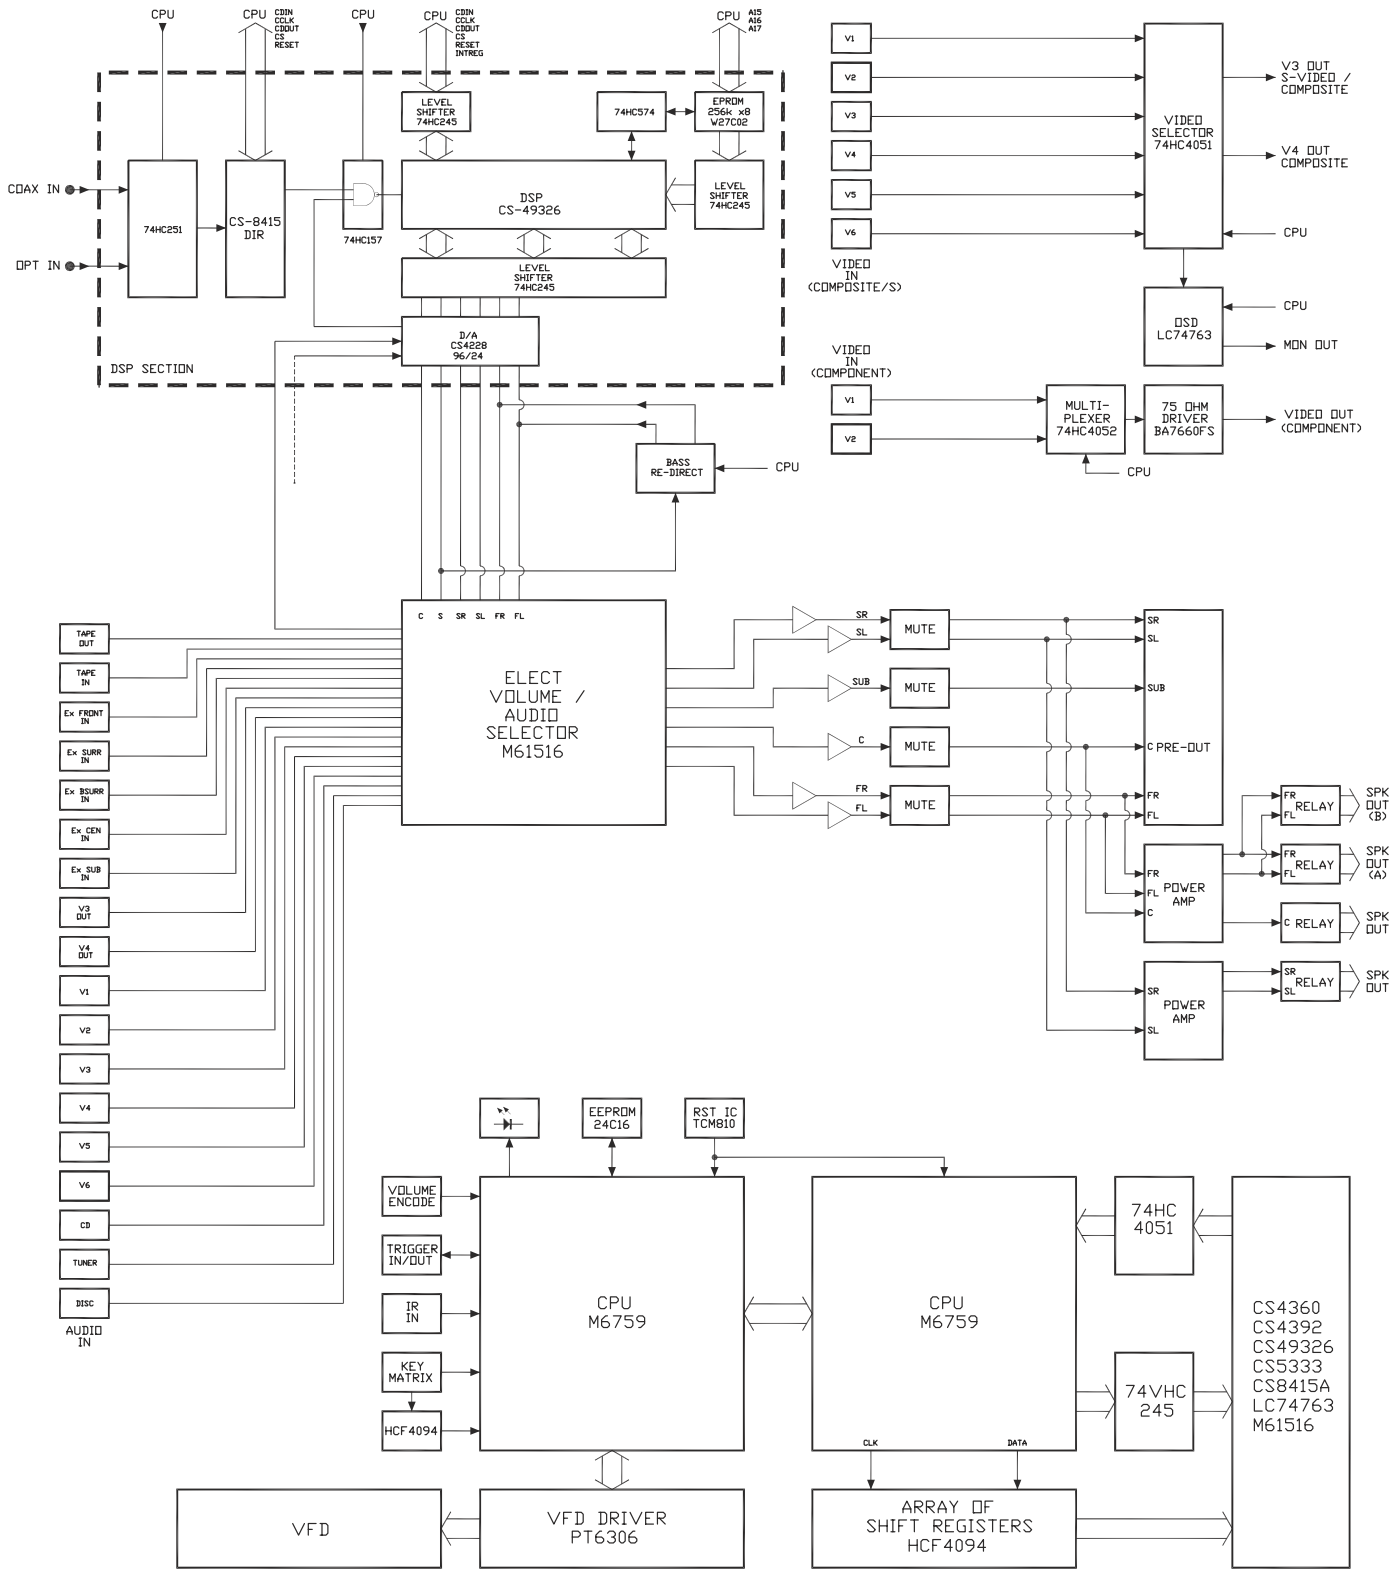 CPU
CDIN
CCLK
CDOUT
CS
RESET
CPU
CPU
CDIN
CCLK
CDOUT
CS
RESET
INTREG
CPU
A15
A16
A17
LEVEL
SHIFTER
74HC245
74HC574
EPROM
256k x8
W27C02
COAX IN
OPT IN
74HC251
CS-8415
DIR
74HC157
DSP
CS-49326
LEVEL
SHIFTER
74HC245
LEVEL
SHIFTER
74HC245
D/A
CS4228
96/24
DSP SECTION
BASS
RE-DIRECT
CPU
V1
V2
V3
V4
V5
V6
VIDEO
IN
(COMPOSITE/S)
VIDEO
SELECTOR
74HC4051
V3 OUT
S-VIDEO /
COMPOSITE
V4 OUT
COMPOSITE
CPU
OSD
LC74763
CPU
MON OUT
VIDEO
IN
(COMPONENT)
V1
V2
MULTI-
PLEXER
74HC4052
75 OHM
DRIVER
BA7660FS
VIDEO OUT
(COMPONENT)
CPU
C S SR SL FR FL
ELECT
VOLUME /
AUDIO
SELECTOR
M61516
TAPE
OUT
TAPE
IN
Ex FRONT
IN
Ex SURR
IN
Ex BSURR
IN
Ex CEN
IN
Ex SUB
IN
V3
OUT
V4
OUT
V1
V2
V3
V4
V5
V6
CD
TUNER
DISC
AUDIO
IN
SR
SL
MUTE
SUB
MUTE
C
MUTE
FR
FL
MUTE
SR
SL
SUB
C PRE-OUT
FR
FL
FR
FL
C
POWER
AMP
SR
SL
POWER
AMP
FR
FL
RELAY
SPK
OUT
(B)
FR
FL
RELAY
SPK
OUT
(A)
C RELAY
SPK
OUT
SR
SL
RELAY
SPK
OUT
EEPROM
24C16
RST IC
TCM810
VOLUME
ENCODE
TRIGGER
IN/OUT
IR
IN
KEY
MATRIX
HCF4094
CPU
M6759
CPU
M6759
CLK
DATA
74HC
4051
74VHC
245
CS4360
CS4392
CS49326
CS5333
CS8415A
LC74763
M61516
VFD
VFD DRIVER
PT6306
ARRAY OF
SHIFT REGISTERS
HCF4094